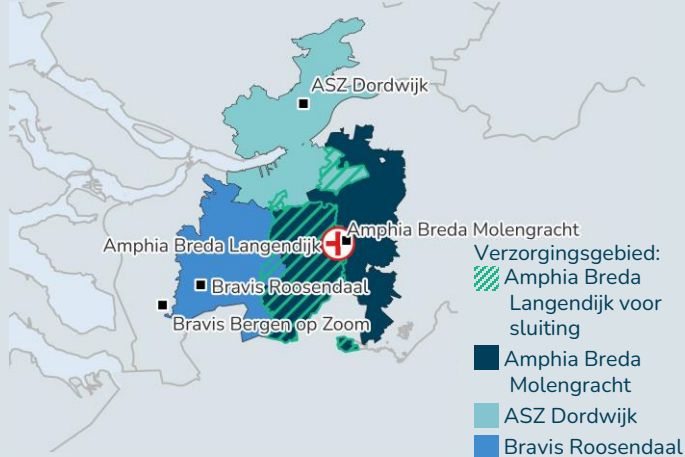 ASZ Dordwijk
Amphia Breda Molengracht
Amphia Breda Langendijk
Bravis Roosendaal
Bravis Bergen op Zoom
Verzorgingsgebied:
Amphia Breda
Langendijk voor
sluiting
Amphia Breda
Molengracht
ASZ Dordwijk
Bravis Roosendaal